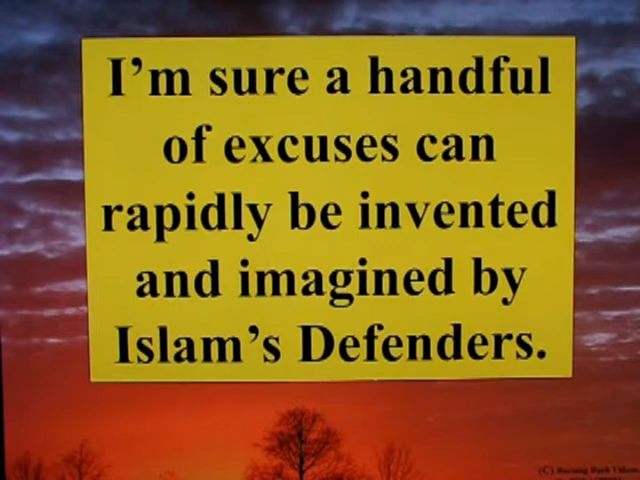 I'm sure a handful
of excuses can
rapidly be invented
and imagined by
Islam's Defenders.
(C)